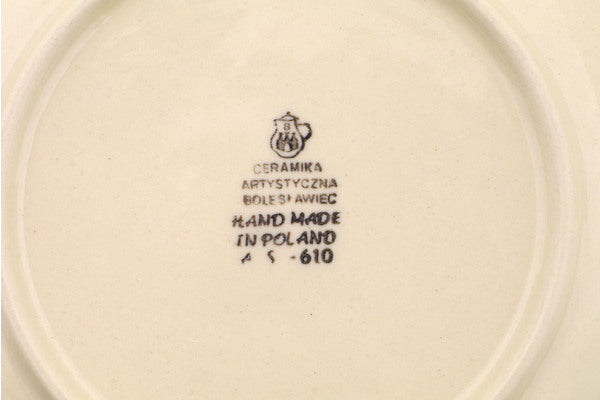 B
CERAMIKA
ARTYSTYCZNA
BOLESŁAWIEC
HAND MADE
IN POLAND
A S -610